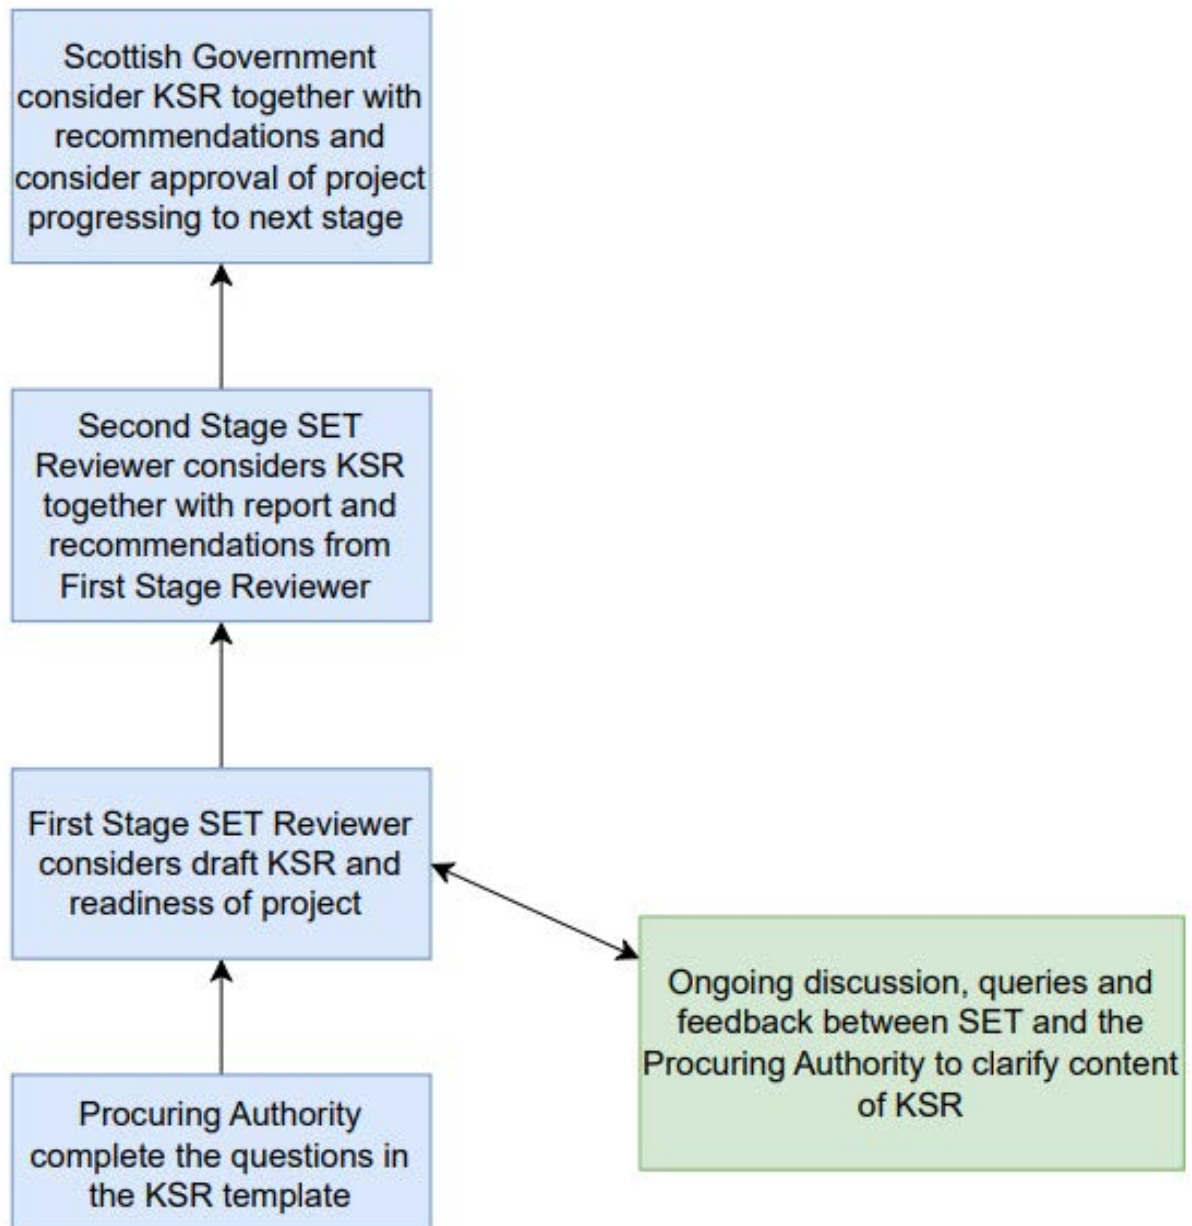 Scottish Government
consider KSR together with
recommendations and
consider approval of project
progressing to next stage
Second Stage SET
Reviewer considers KSR
together with report and
recommendations from
First Stage Reviewer
First Stage SET Reviewer
considers draft KSR and
readiness of project
Ongoing discussion, queries and
feedback between SET and the
Procuring Authority to clarify content
of KSR
Procuring Authority
complete the questions in
the KSR template